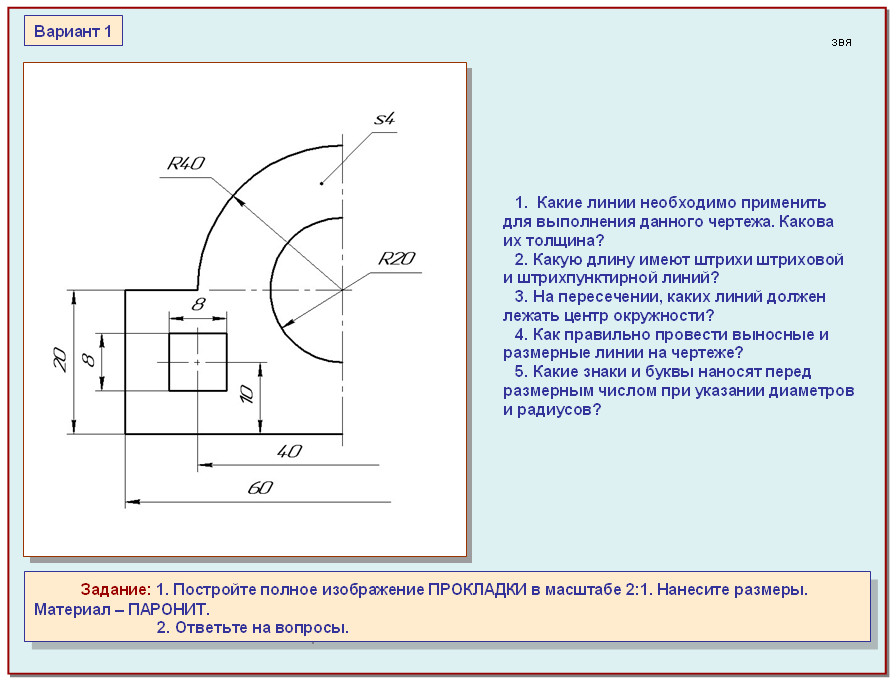 Вариант 1
звя
s4
R40
R20
8
20
8
10
40
60
1. Какие линии необходимо применить
для выполнения данного чертежа. Какова
их толщина?
2. Какую длину имеют штрихи штриховой
и штрихпунктирной линий?
3. На пересечении, каких линий должен
лежать центр окружности?
4. Как правильно провести выносные и
размерные линии на чертеже?
5. Какие знаки и буквы наносят перед
размерным числом при указании диаметров
и радиусов?
Задание: 1. Постройте полное изображение ПРОКЛАДКИ в масштабе 2:1. Нанесите размеры.
Материал – ПАРОНИТ.
2. Ответьте на вопросы.